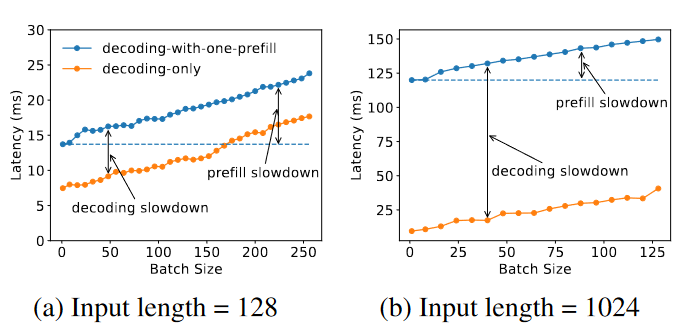 30
25
20
15
10
5
0
Latency (ms)
decoding-with-one-prefill
decoding-only
decoding slowdown
prefill slowdown
0 50 100 150 200 250
Batch Size
(a) Input length = 128
150
125
100
75
50
25
Latency (ms)
prefill slowdown
decoding slowdown
0 25 50 75 100 125
Batch Size
(b) Input length = 1024